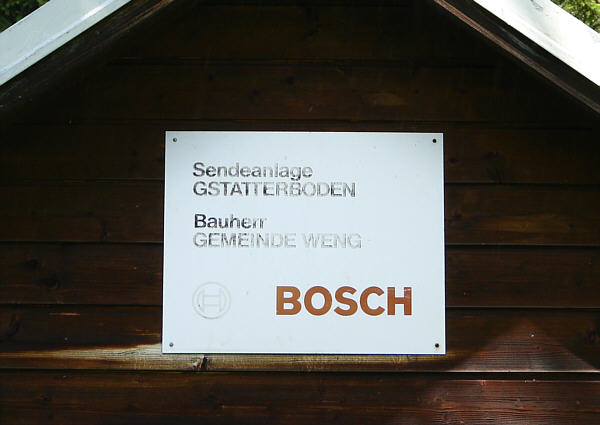 Sendeanlage
GSTATTERBODEN
Bauherr
GEMEINDE WENG
BOSCH